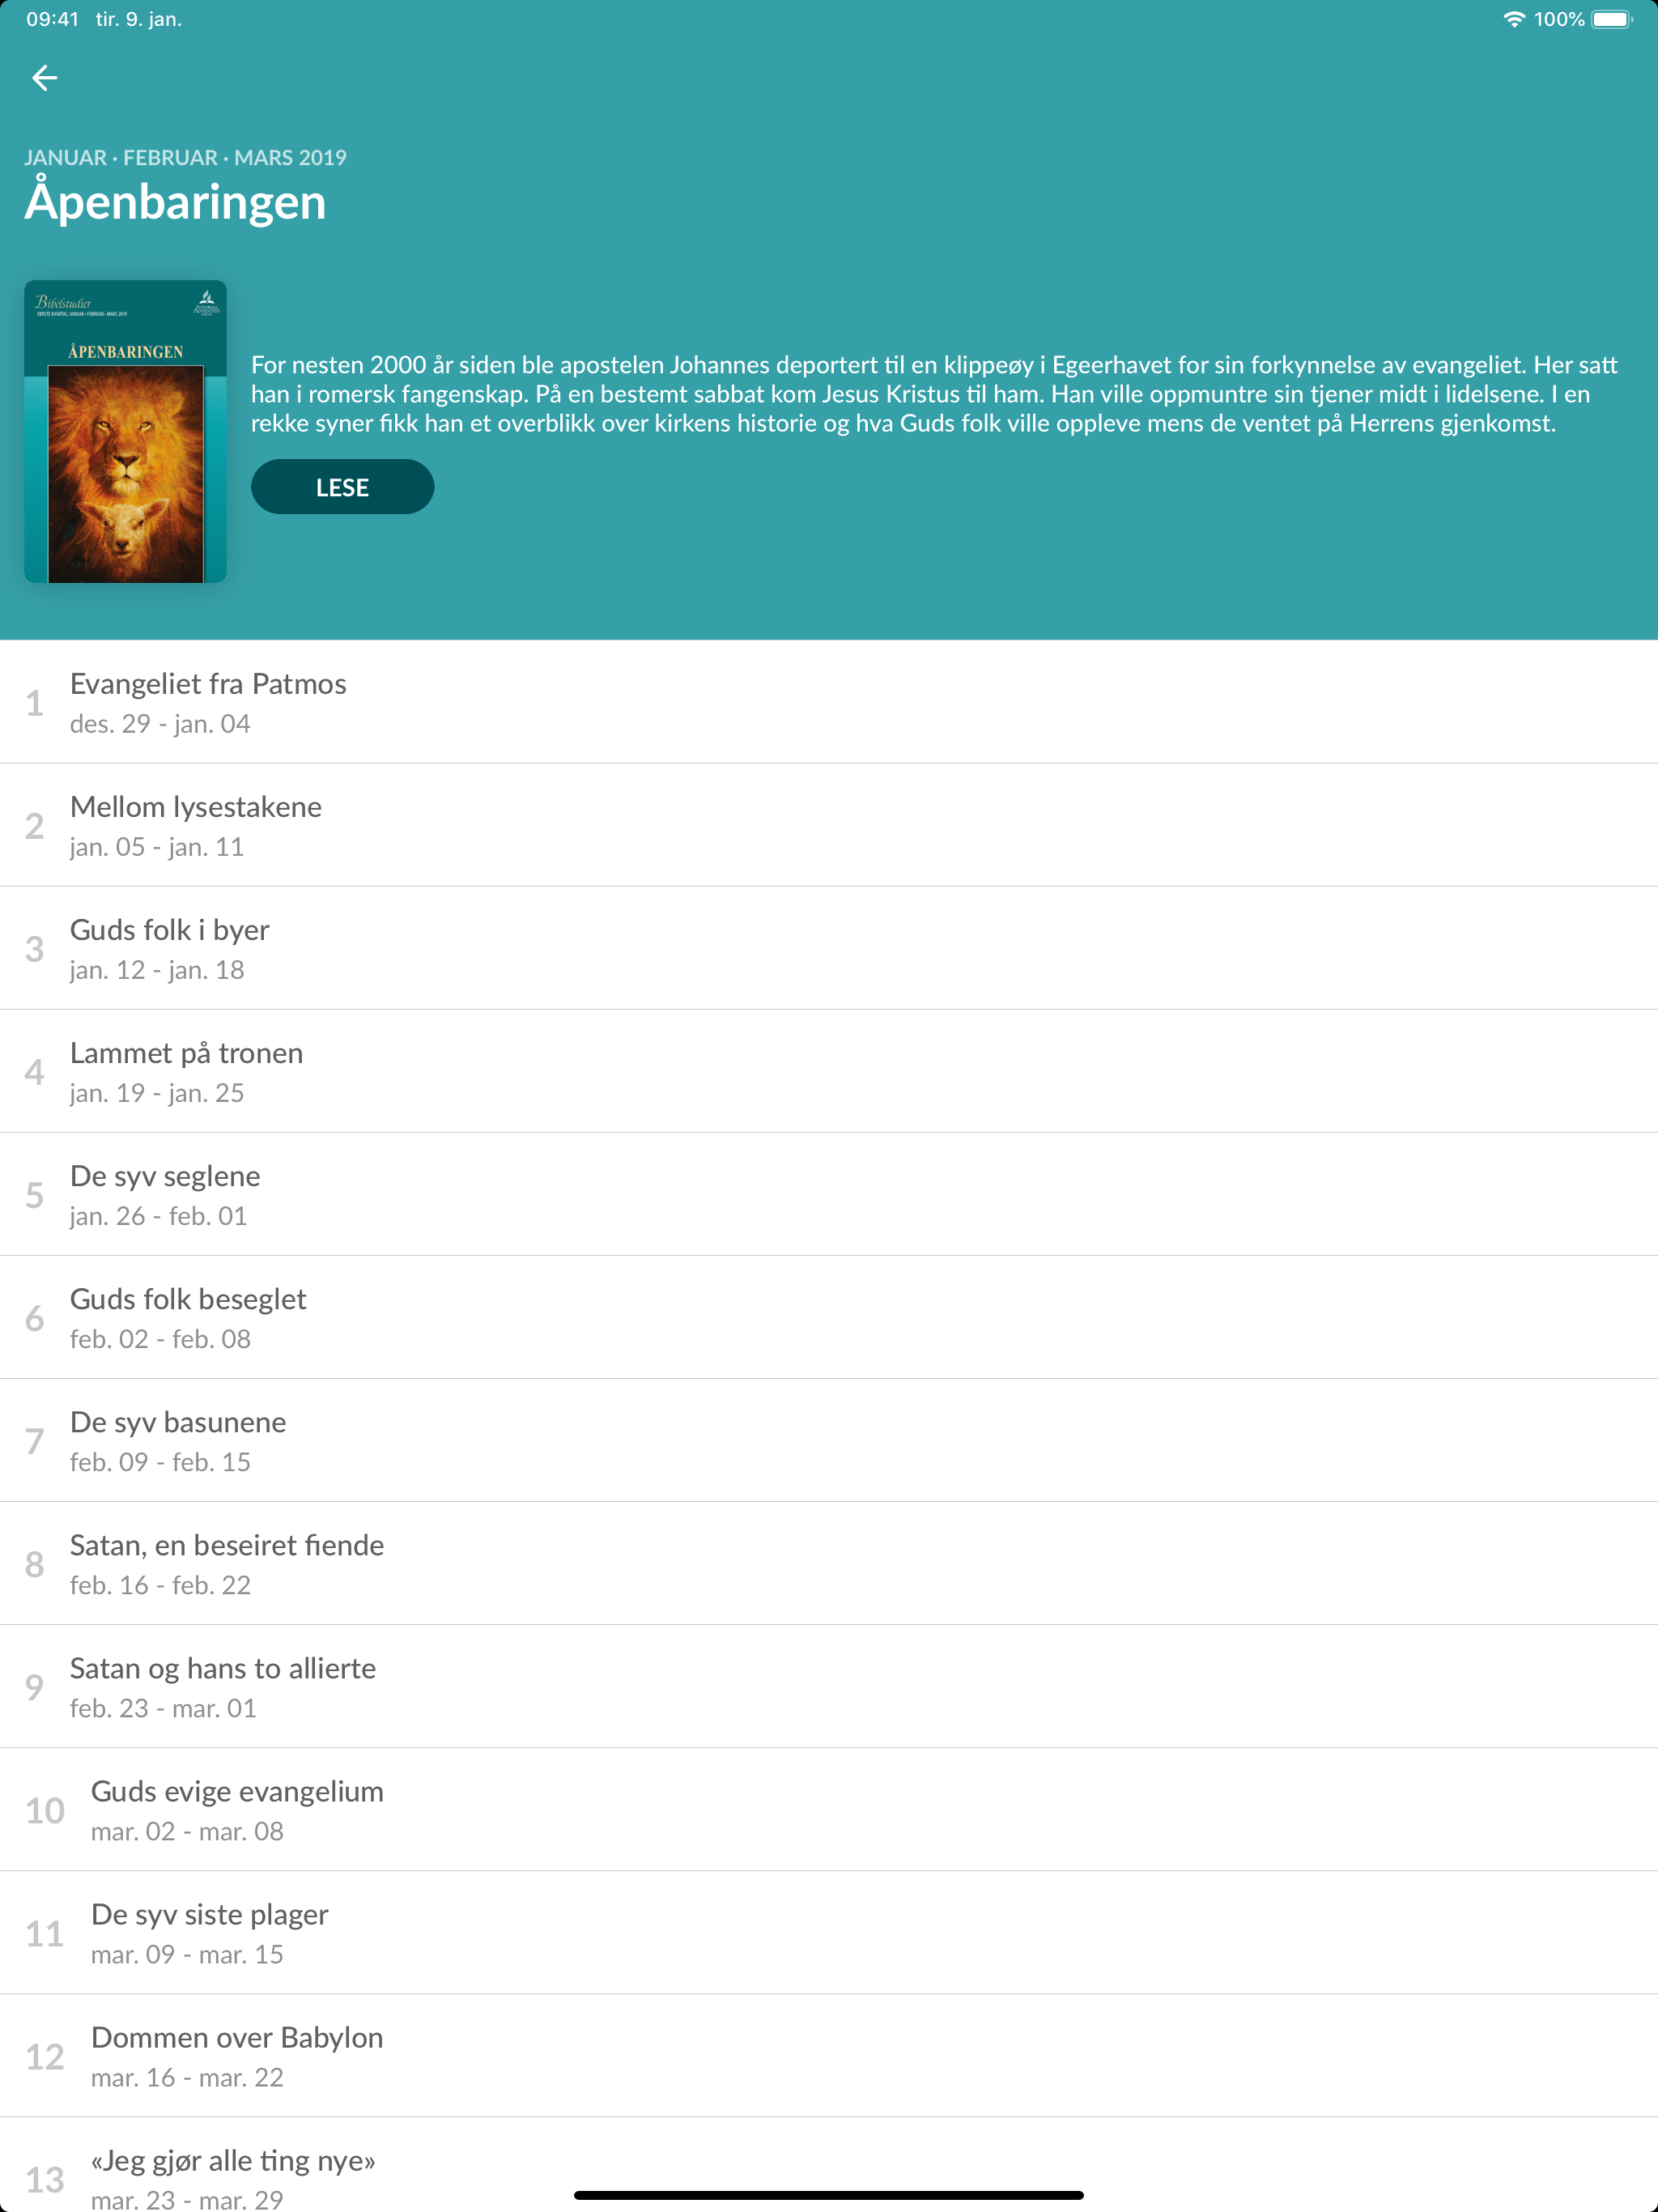 09:41 tir. 9. jan.
100%
JANUAR · FEBRUAR · MARS 2019
Åpenbaringen
Bibelstudier
FØRSTE KVARTAL: JANUAR • FEBRUAR • MARS 2019
ÅPENBARINGEN
For nesten 2000 år siden ble apostelen Johannes deportert til en klippeøy i Egeerhavet for sin forkynnelse av evangeliet. Her satt
han i romersk fangenskap. På en bestemt sabbat kom Jesus Kristus til ham. Han ville oppmuntre sin tjener midt i lidelsene. I en
rekke syner fikk han et overblikk over kirkens historie og hva Guds folk ville oppleve mens de ventet på Herrens gjenkomst.
LESE
1 Evangeliet fra Patmos
des. 29 - jan. 04
2 Mellom lysestakene
jan. 05 - jan. 11
3 Guds folk i byer
jan. 12 - jan. 18
4 Lammet på tronen
jan. 19 - jan. 25
5 De syv seglene
jan. 26 - feb. 01
6 Guds folk beseglet
feb. 02 - feb. 08
7 De syv basunene
feb. 09 - feb. 15
8 Satan, en beseiret fiende
feb. 16 - feb. 22
9 Satan og hans to allierte
feb. 23 - mar. 01
10 Guds evige evangelium
mar. 02 - mar. 08
11 De syv siste plager
mar. 09 - mar. 15
12 Dommen over Babylon
mar. 16 - mar. 22
13 «Jeg gjør alle ting nye»
mar. 23 - mar. 29